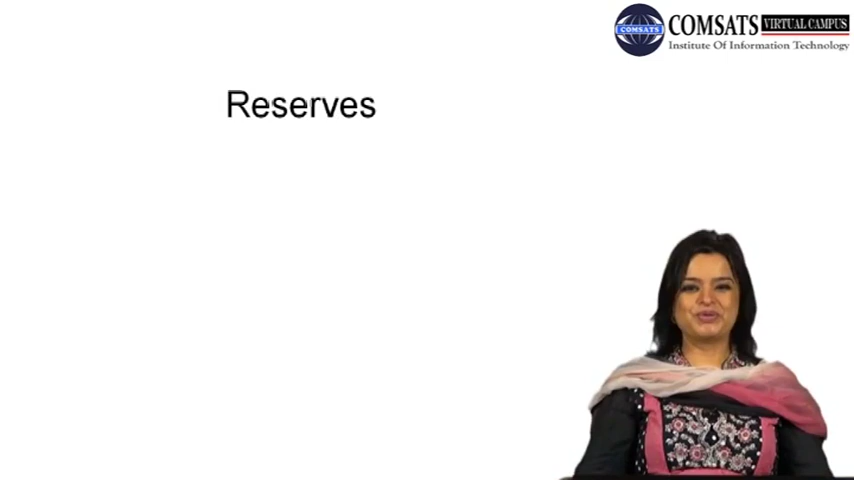 COMSATS VIRTUAL CAMPUS
COMSATS
Institute Of Information Technology
Reserves